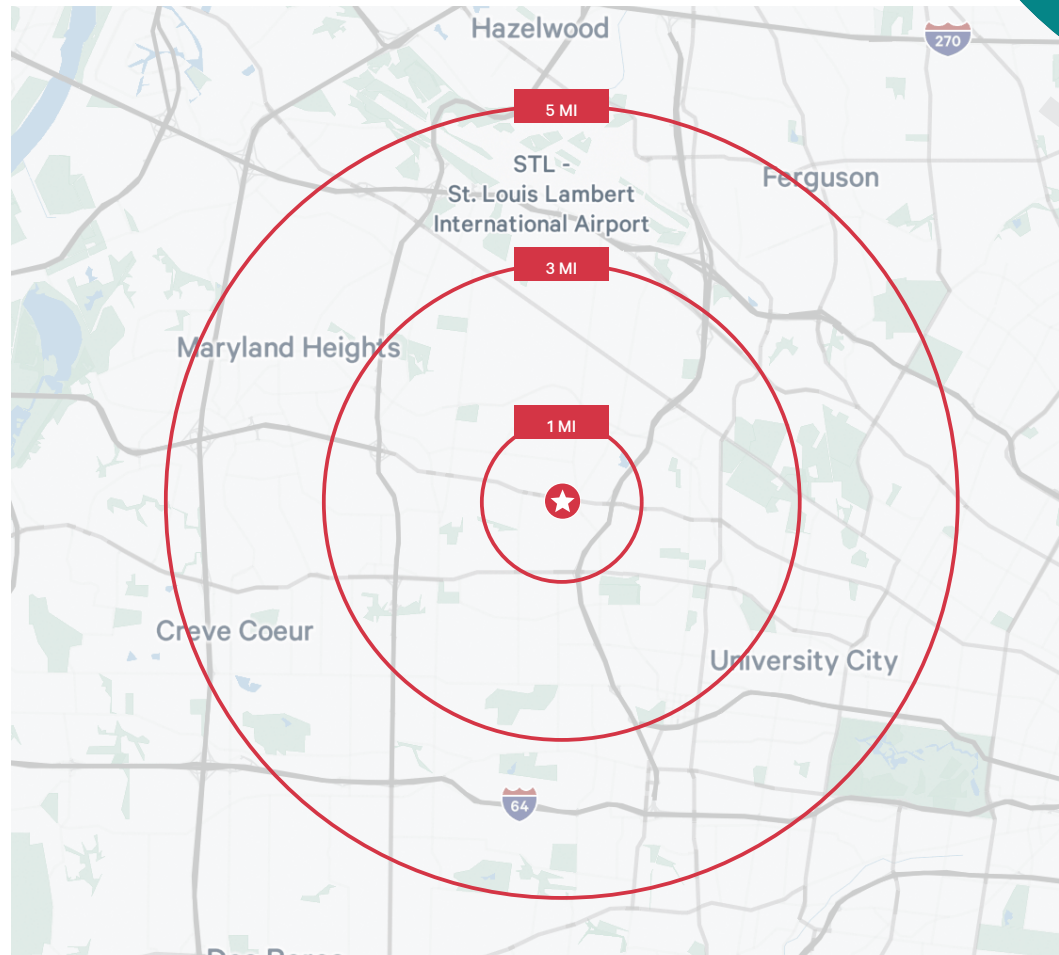 Hazelwood
270
5 MI
STL -
St. Louis Lambert
International Airport
Ferguson
3 MI
Maryland Heights
1 MI
Creve Coeur
University City
64